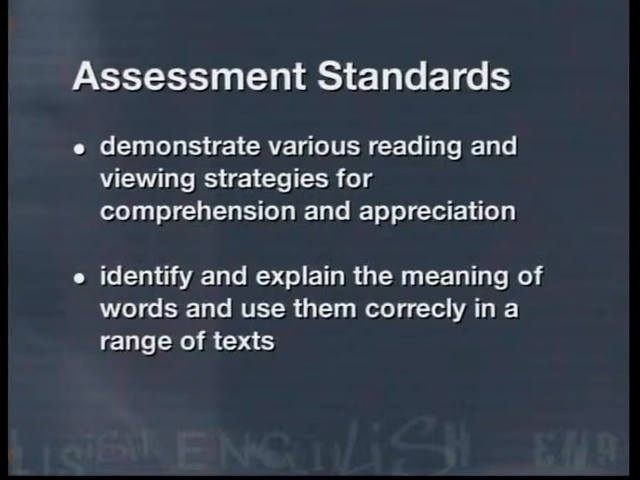 Assessment Standards
• demonstrate various reading and
viewing strategies for
comprehension and appreciation
• identify and explain the meaning of
words and use them correcly in a
range of texts
ENGLISH